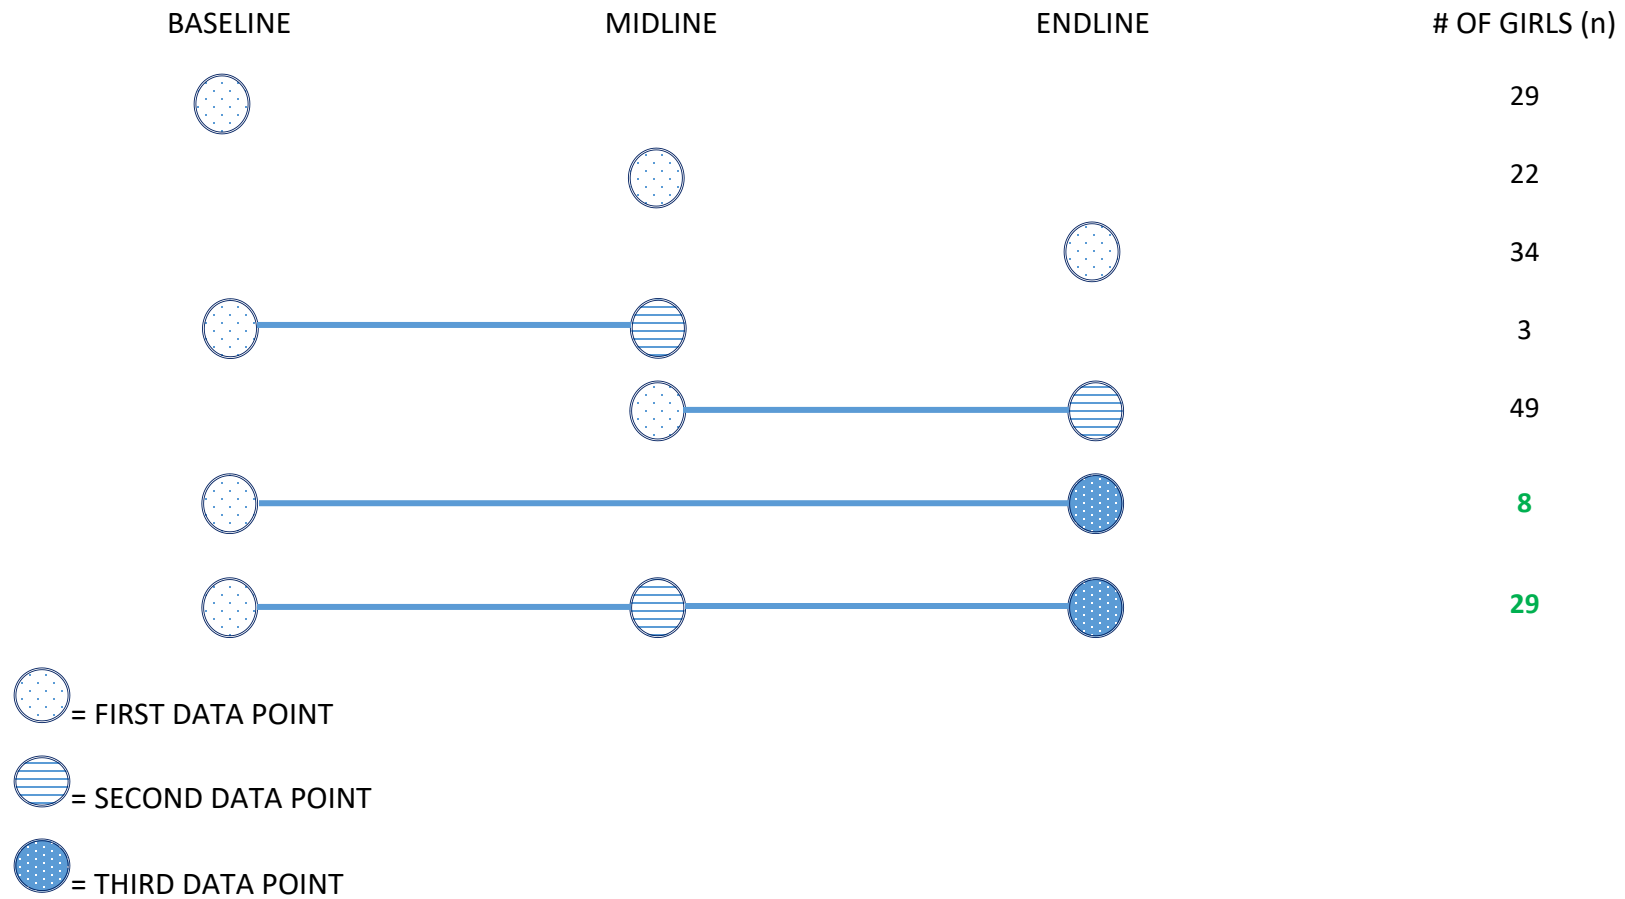 BASELINE MIDLINE ENDLINE # OF GIRLS (n)
29
22
34
3
49
8
29
= FIRST DATA POINT
= SECOND DATA POINT
= THIRD DATA POINT